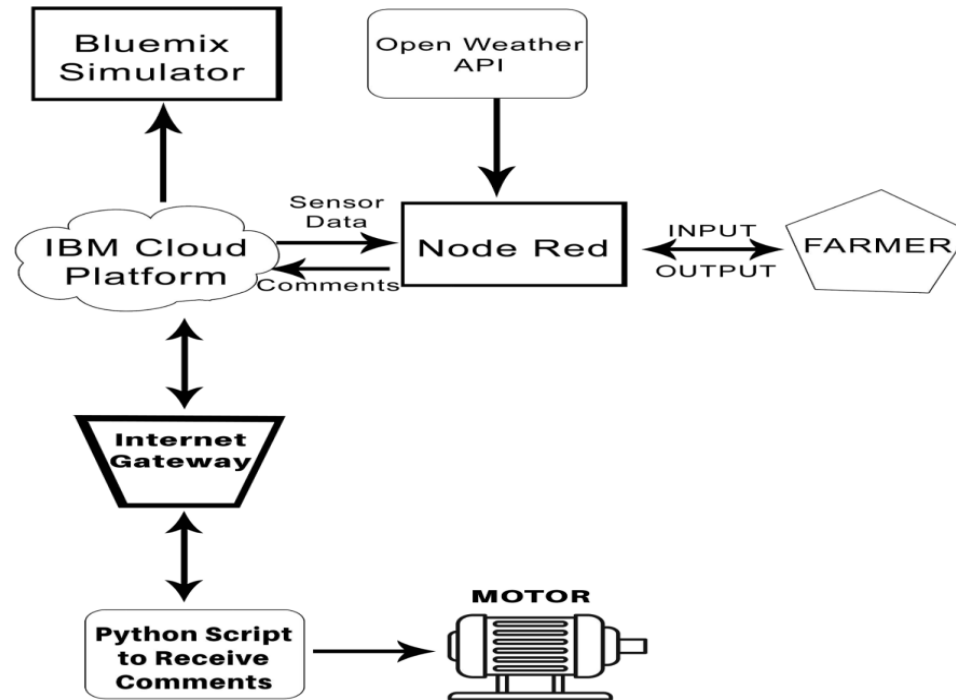 Bluemix
Simulator
Open Weather
API
IBM Cloud
Platform
Sensor
Data
Comments
Node Red
INPUT
OUTPUT
FARMER
Internet
Gateway
Python Script
to Receive
Comments
MOTOR